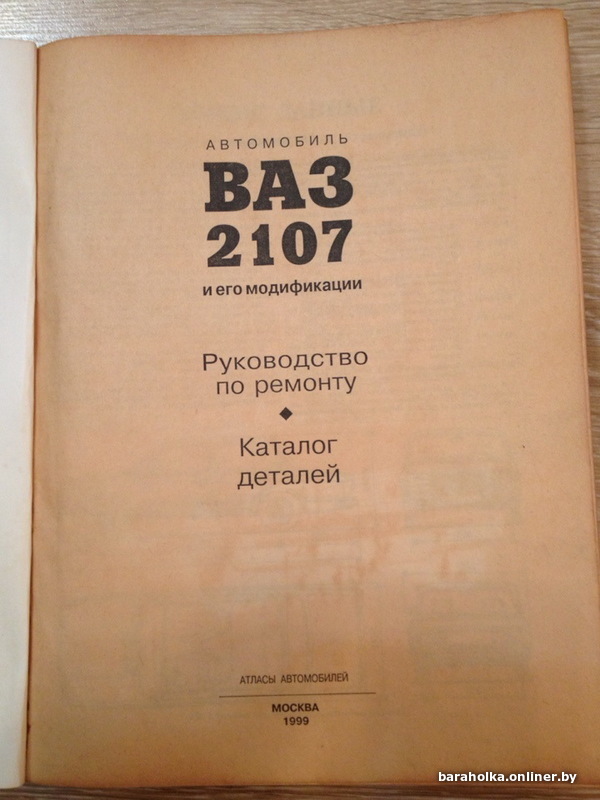 АВТОМОБИЛЬ
ВАЗ
2107
и его модификации
Руководство
по ремонту
◆
Каталог
деталей
АТЛАСЫ АВТОМОБИЛЕЙ
МОСКВА
1999
baraholka.onliner.by